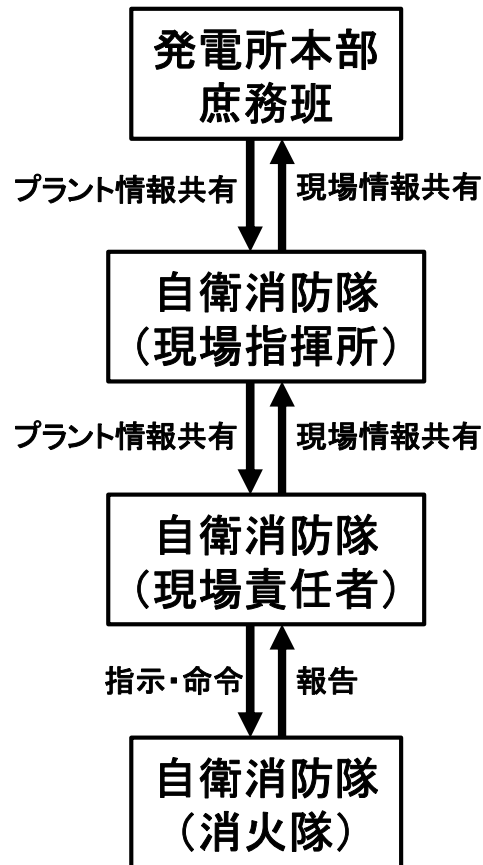 発電所本部
庶務班
プラント情報共有
現場情報共有
自衛消防隊
（現場指揮所）
プラント情報共有
現場情報共有
自衛消防隊
（現場責任者）
指示・命令
報告
自衛消防隊
（消火隊）